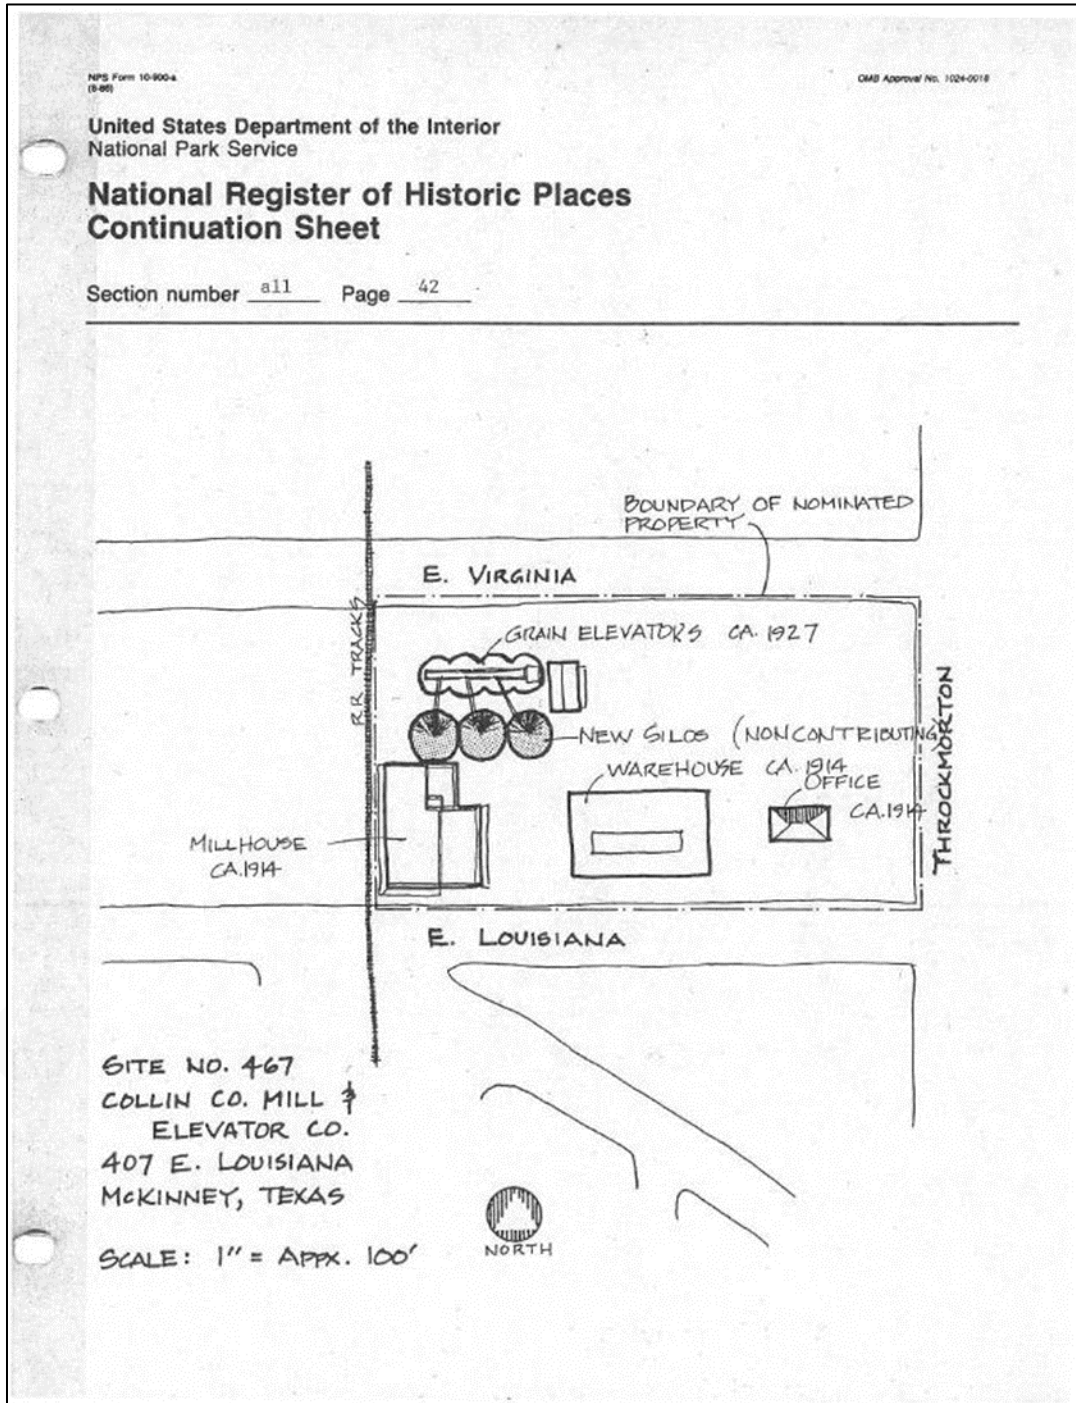 NPS Form 10-900-a
(8-86)
OMB Approval No. 1024-0018
United States Department of the Interior
National Park Service
National Register of Historic Places
Continuation Sheet
Section number all Page 42
BOUNDARY OF NOMINATED
PROPERTY
E. VIRGINIA
RR TRACKS
GRAIN ELEVATORS CA. 1927
NEW SILOS (NONCONTRIBUTING)
WAREHOUSE CA. 1914
OFFICE
CA. 1914
THROCKMORTON
MILLHOUSE
CA. 1914
E. LOUISIANA
SITE NO. 467
COLLIN CO. MILL &
ELEVATOR CO.
407 E. LOUISIANA
McKINNEY, TEXAS
SCALE: 1" = APPX. 100'
NORTH